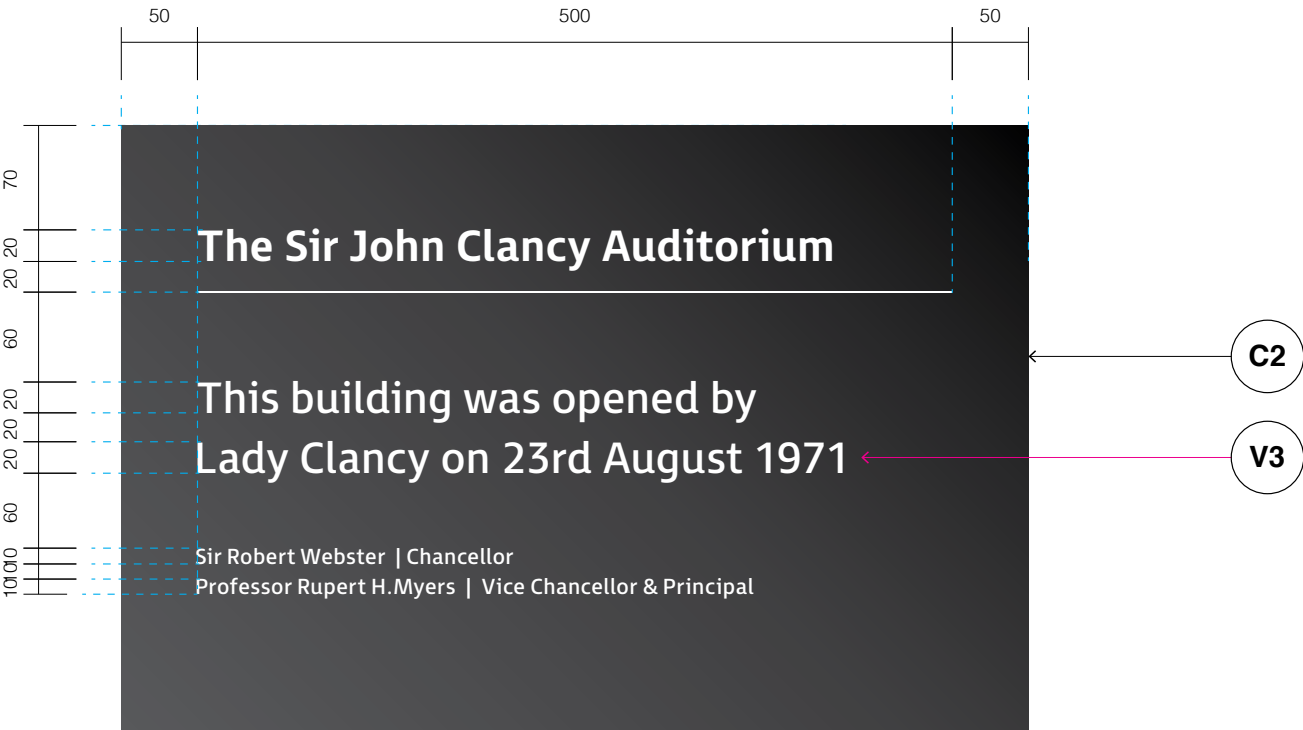 50 500 50
70
20
20
60
20
20
20
60
10
10
10
The Sir John Clancy Auditorium
This building was opened by
Lady Clancy on 23rd August 1971
Sir Robert Webster | Chancellor
Professor Rupert H.Myers | Vice Chancellor & Principal
C2
V3